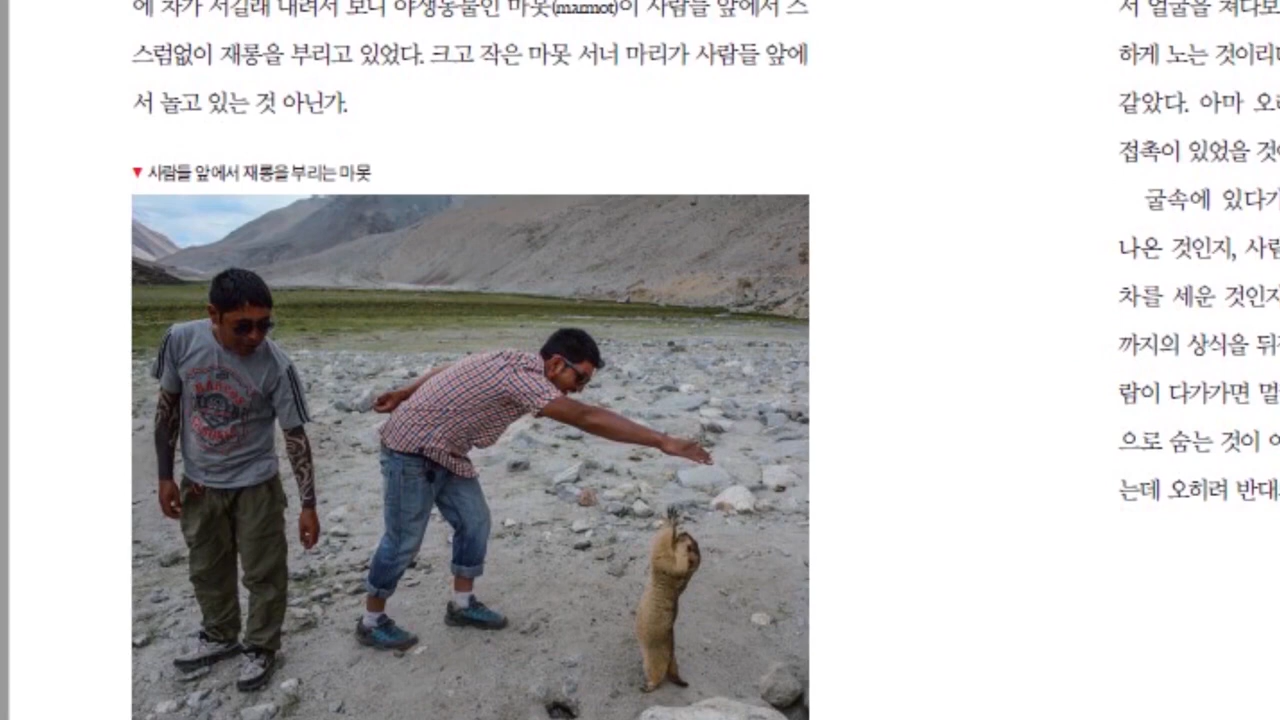 에 차가 서길래 내려서 보니 야생동물인 마못(marmot)이 사람들 앞에서 스
스럼없이 재롱을 부리고 있었다. 크고 작은 마못 서너 마리가 사람들 앞에
서 놀고 있는 것 아닌가.
▼ 사람들 앞에서 재롱을 부리는 마못
서 얼굴을 쳐다보
하게 노는 것이리
같았다. 아마 오
접촉이 있었을 것
굴속에 있다가
나온 것인지, 사람
차를 세운 것인지
까지의 상식을 뒤
람이 다가가면 멀
으로 숨는 것이
는데 오히려 반대